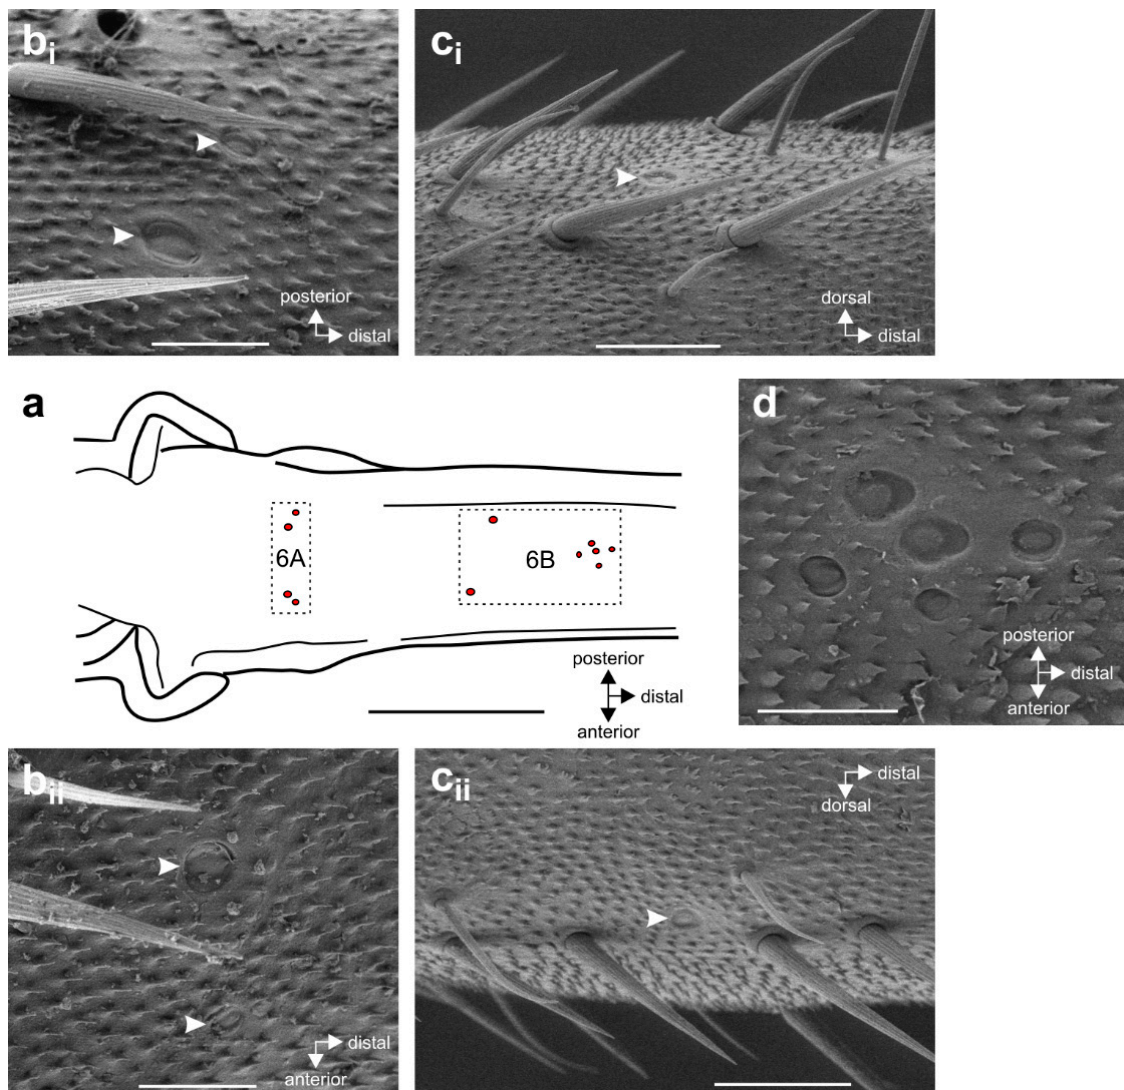 bi
posterior
distal
ci
dorsal
distal
a
6A
6B
posterior
distal
anterior
d
posterior
distal
anterior
bii
distal
anterior
cii
distal
dorsal